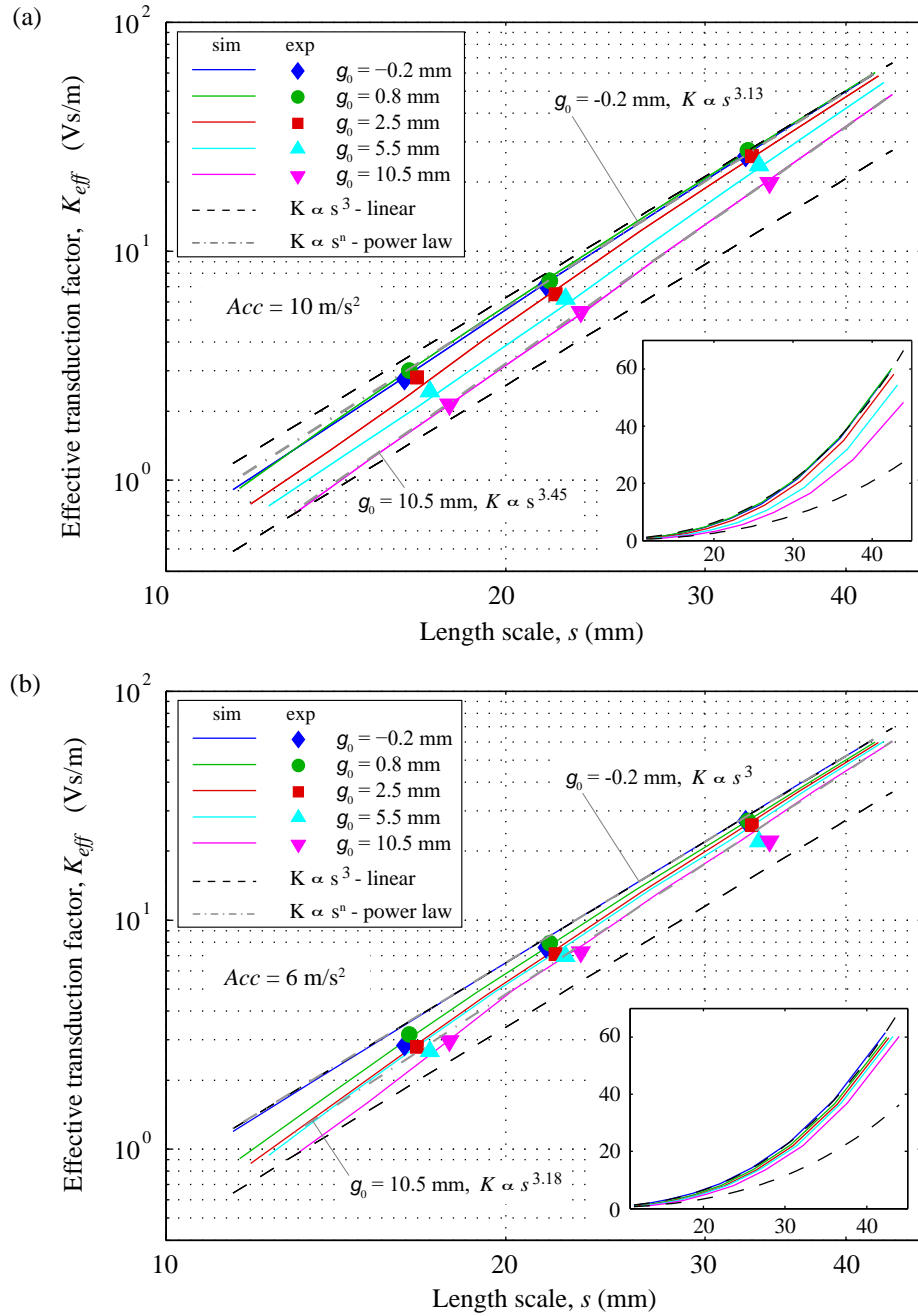 (a)
10²
10¹
10⁰
Effective transduction factor, K_eff (Vs/m)
sim exp
g₀ = −0.2 mm
g₀ = 0.8 mm
g₀ = 2.5 mm
g₀ = 5.5 mm
g₀ = 10.5 mm
K α s³ - linear
K α sⁿ - power law
g₀ = -0.2 mm, K α s^3.13
Acc = 10 m/s²
g₀ = 10.5 mm, K α s^3.45
60
40
20
0
20 30 40
10 20 30 40
Length scale, s (mm)
(b)
10²
10¹
10⁰
Effective transduction factor, K_eff (Vs/m)
sim exp
g₀ = −0.2 mm
g₀ = 0.8 mm
g₀ = 2.5 mm
g₀ = 5.5 mm
g₀ = 10.5 mm
K α s³ - linear
K α sⁿ - power law
g₀ = -0.2 mm, K α s³
Acc = 6 m/s²
g₀ = 10.5 mm, K α s^3.18
60
40
20
0
20 30 40
10 20 30 40
Length scale, s (mm)